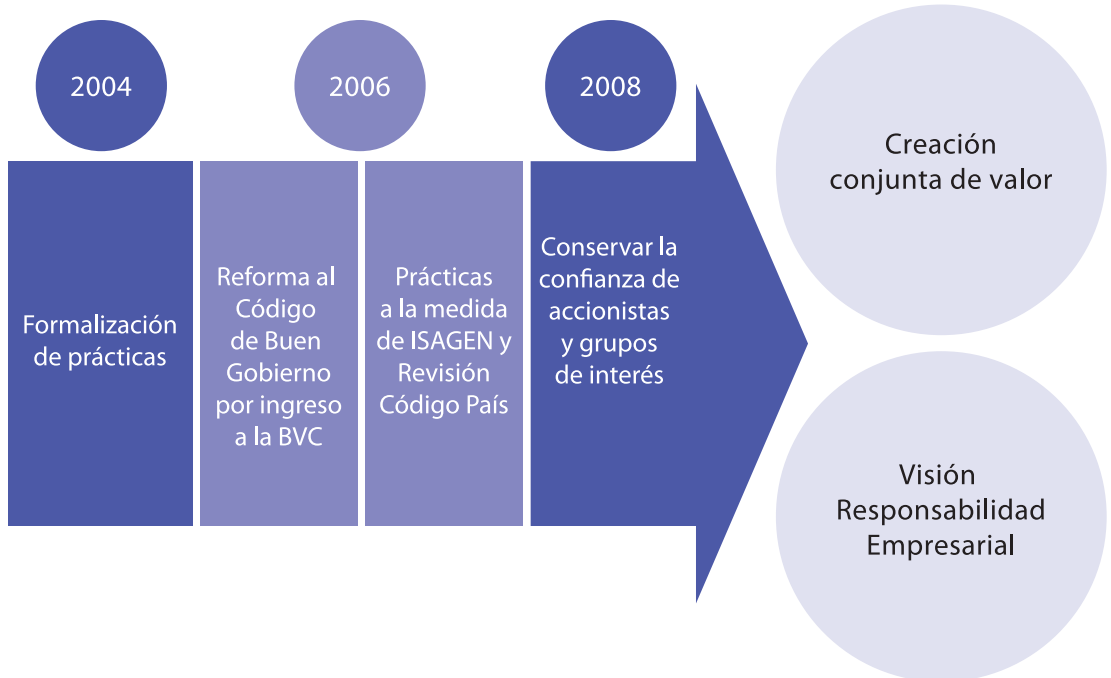 2004
2006
2008
Formalización
de prácticas
Reforma al
Código
de Buen
Gobierno
por ingreso
a la BVC
Prácticas
a la medida
de ISAGEN y
Revisión
Código País
Conservar la
confianza de
accionistas
y grupos
de interés
Creación
conjunta de valor
Visión
Responsabilidad
Empresarial